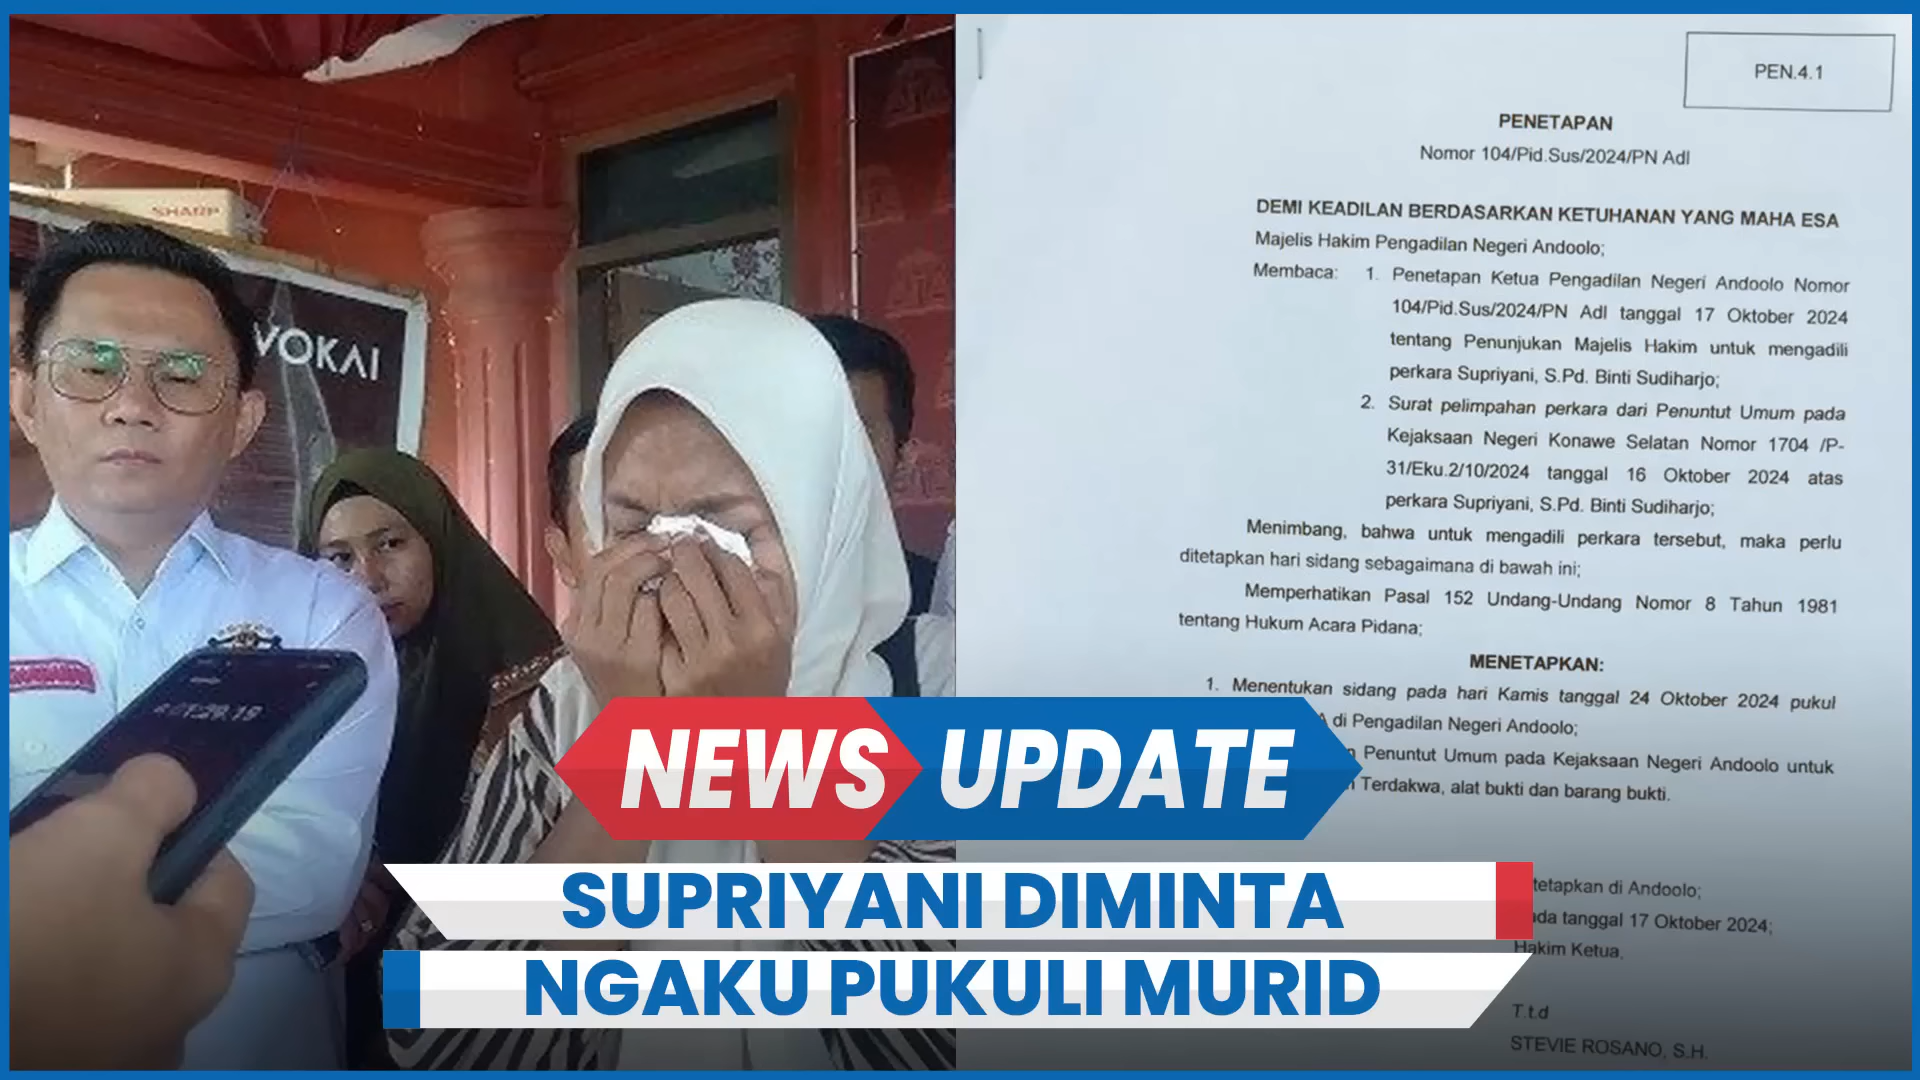 SHARP
VOKAI
01:29.19
PEN.4.1
PENETAPAN
Nomor 104/Pid.Sus/2024/PN Adl
DEMI KEADILAN BERDASARKAN KETUHANAN YANG MAHA ESA
Majelis Hakim Pengadilan Negeri Andoolo;
Membaca: 1. Penetapan Ketua Pengadilan Negeri Andoolo Nomor
104/Pid.Sus/2024/PN Adl tanggal 17 Oktober 2024
tentang Penunjukan Majelis Hakim untuk mengadili
perkara Supriyani, S.Pd. Binti Sudiharjo;
2. Surat pelimpahan perkara dari Penuntut Umum pada
Kejaksaan Negeri Konawe Selatan Nomor 1704 /P-
31/Eku.2/10/2024 tanggal 16 Oktober 2024 atas
perkara Supriyani, S.Pd. Binti Sudiharjo;
Menimbang, bahwa untuk mengadili perkara tersebut, maka perlu
ditetapkan hari sidang sebagaimana di bawah ini;
Memperhatikan Pasal 152 Undang-Undang Nomor 8 Tahun 1981
tentang Hukum Acara Pidana;
MENETAPKAN:
1. Menentukan sidang pada hari Kamis tanggal 24 Oktober 2024 pukul
A di Pengadilan Negeri Andoolo;
Penuntut Umum pada Kejaksaan Negeri Andoolo untuk
Terdakwa, alat bukti dan barang bukti.
tetapkan di Andoolo;
ada tanggal 17 Oktober 2024;
Hakim Ketua,
T.t.d
STEVIE ROSANO, S.H.
NEWS UPDATE
SUPRIYANI DIMINTA
NGAKU PUKULI MURID